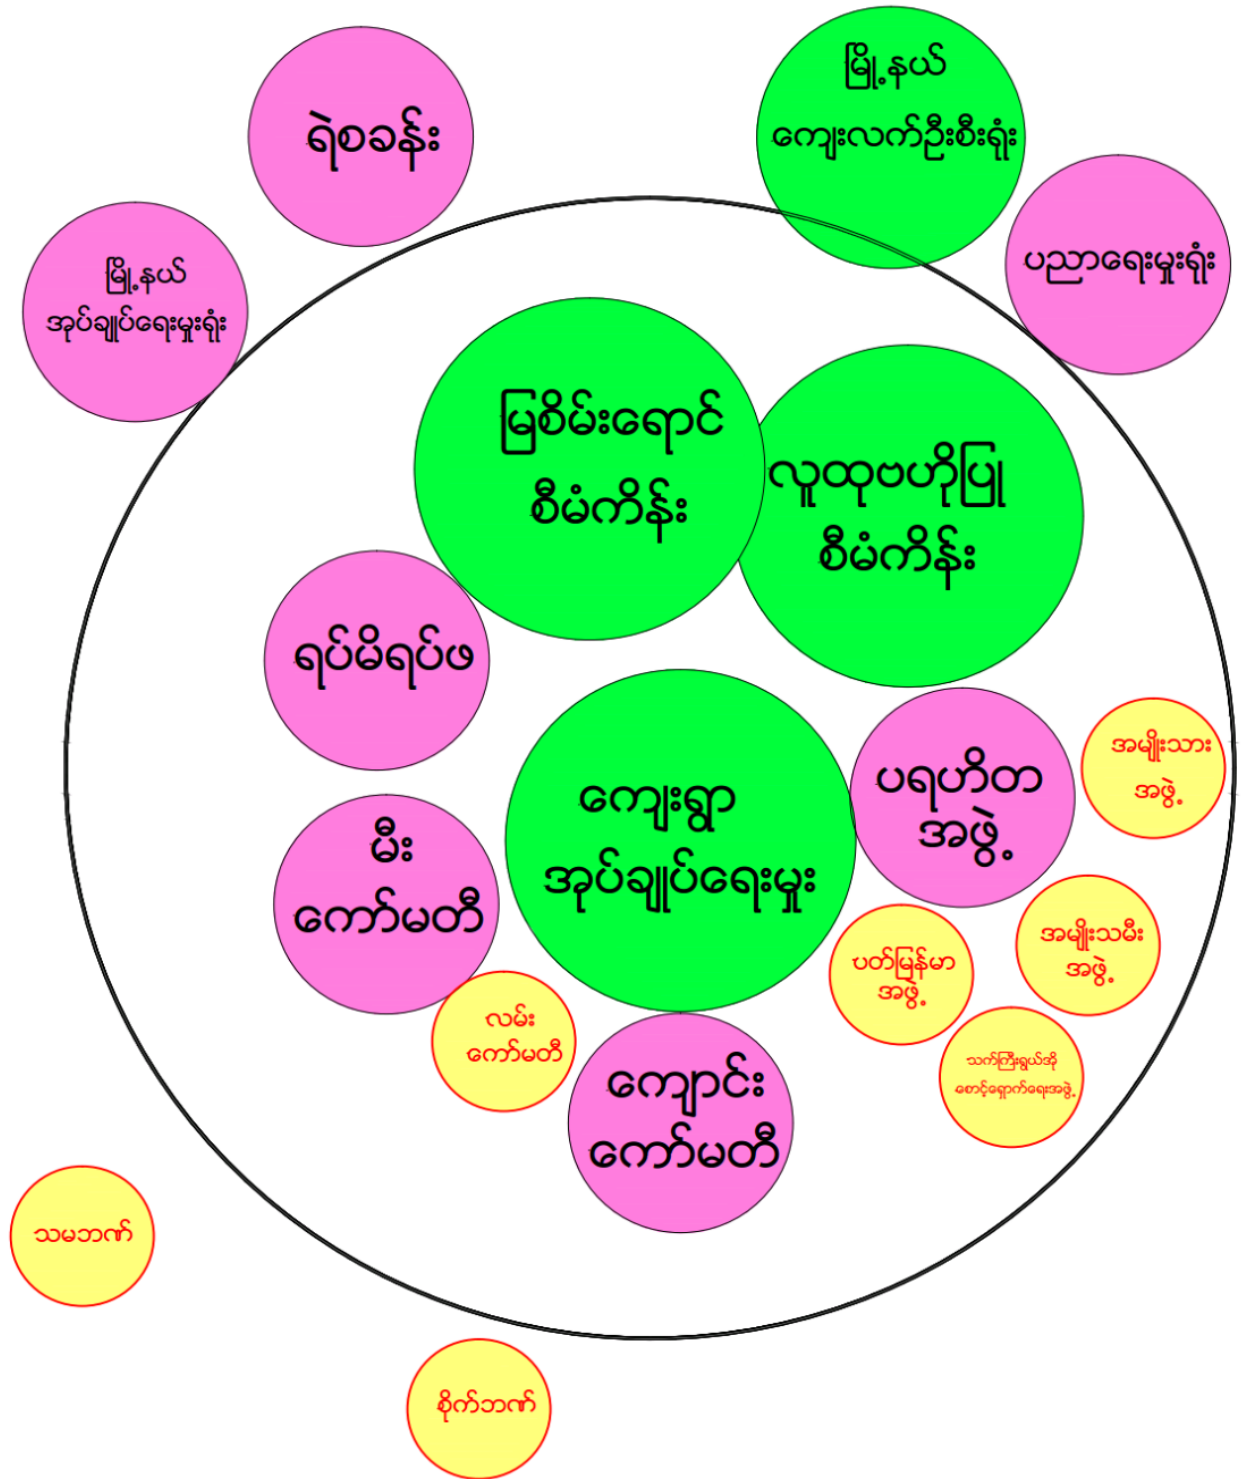 ရဲစခန်း
မြို့နယ်
ကျေးလက်ဦးစီးရုံး
ပညာရေးမှုးရုံး
မြို့နယ်
အုပ်ချုပ်ရေးမှုးရုံး
မြစိမ်းရောင်
စီမံကိန်း
လူထုဗဟိုပြု
စီမံကိန်း
ရပ်မိရပ်ဖ
ကျေးရွာ
အုပ်ချုပ်ရေးမှုး
ပရဟိတ
အဖွဲ့
အမျိုးသား
အဖွဲ့
မီး
ကော်မတီ
ပတ်မြန်မာ
အဖွဲ့
အမျိုးသမီး
အဖွဲ့
လမ်း
ကော်မတီ
သက်ကြီးရွယ်အို
စောင့်ရှောက်ရေးအဖွဲ့
ကျောင်း
ကော်မတီ
သမဘဏ်
စိုက်ဘဏ်